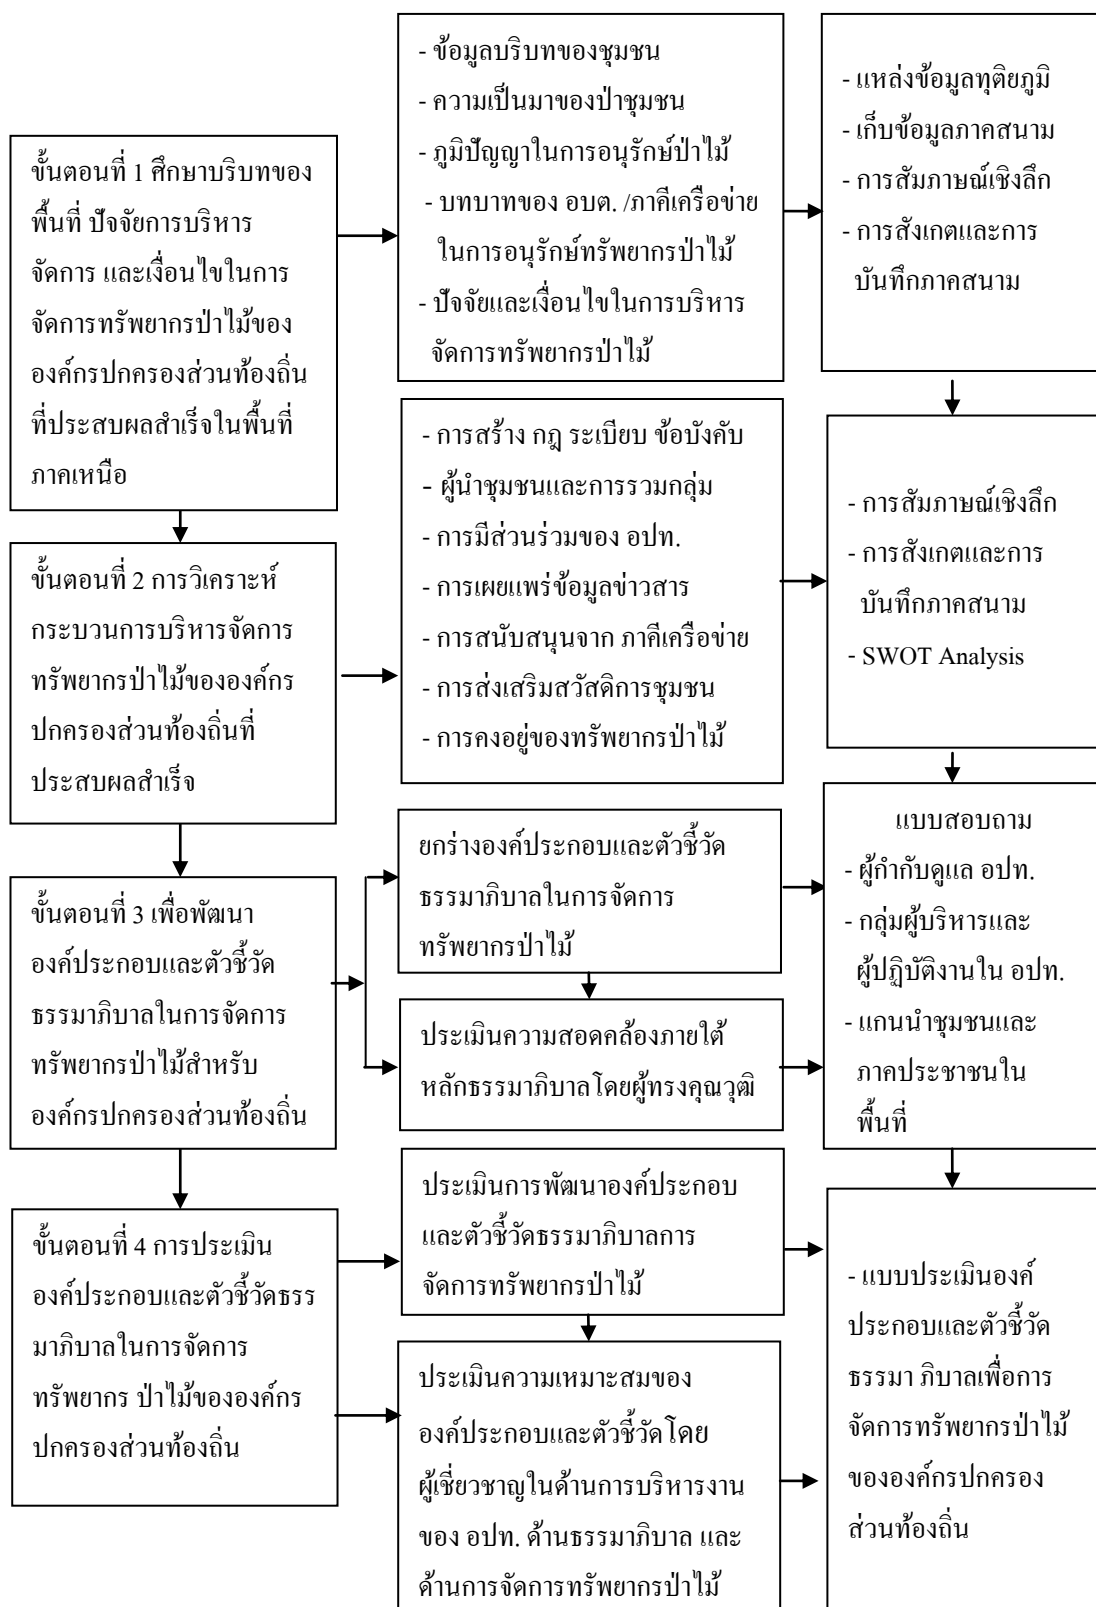 ขั้นตอนที่ 1 ศึกษาบริบทของ
พื้นที่ ปัจจัยการบริหาร
จัดการ และเงื่อนไขในการ
จัดการทรัพยากรป่าไม้ของ
องค์กรปกครองส่วนท้องถิ่น
ที่ประสบผลสำเร็จในพื้นที่
ภาคเหนือ
- ข้อมูลบริบทของชุมชน
- ความเป็นมาของป่าชุมชน
- ภูมิปัญญาในการอนุรักษ์ป่าไม้
- บทบาทของ อบต. /ภาคีเครือข่าย
ในการอนุรักษ์ทรัพยากรป่าไม้
- ปัจจัยและเงื่อนไขในการบริหาร
จัดการทรัพยากรป่าไม้
- แหล่งข้อมูลทุติยภูมิ
- เก็บข้อมูลภาคสนาม
- การสัมภาษณ์เชิงลึก
- การสังเกตและการ
บันทึกภาคสนาม
ขั้นตอนที่ 2 การวิเคราะห์
กระบวนการบริหารจัดการ
ทรัพยากรป่าไม้ขององค์กร
ปกครองส่วนท้องถิ่นที่
ประสบผลสำเร็จ
- การสร้าง กฎ ระเบียบ ข้อบังคับ
- ผู้นำชุมชนและการรวมกลุ่ม
- การมีส่วนร่วมของ อปท.
- การเผยแพร่ข้อมูลข่าวสาร
- การสนับสนุนจาก ภาคีเครือข่าย
- การส่งเสริมสวัสดิการชุมชน
- การคงอยู่ของทรัพยากรป่าไม้
- การสัมภาษณ์เชิงลึก
- การสังเกตและการ
บันทึกภาคสนาม
- SWOT Analysis
ขั้นตอนที่ 3 เพื่อพัฒนา
องค์ประกอบและตัวชี้วัด
ธรรมาภิบาลในการจัดการ
ทรัพยากรป่าไม้สำหรับ
องค์กรปกครองส่วนท้องถิ่น
ยกร่างองค์ประกอบและตัวชี้วัด
ธรรมาภิบาลในการจัดการ
ทรัพยากรป่าไม้
ประเมินความสอดคล้องภายใต้
หลักธรรมาภิบาลโดยผู้ทรงคุณวุฒิ
แบบสอบถาม
- ผู้กำกับดูแล อปท.
- กลุ่มผู้บริหารและ
ผู้ปฏิบัติงานใน อปท.
- แกนนำชุมชนและ
ภาคประชาชนใน
พื้นที่
ขั้นตอนที่ 4 การประเมิน
องค์ประกอบและตัวชี้วัดธรร
มาภิบาลในการจัดการ
ทรัพยากร ป่าไม้ขององค์กร
ปกครองส่วนท้องถิ่น
ประเมินการพัฒนาองค์ประกอบ
และตัวชี้วัดธรรมาภิบาลการ
จัดการทรัพยากรป่าไม้
ประเมินความเหมาะสมของ
องค์ประกอบและตัวชี้วัดโดย
ผู้เชี่ยวชาญในด้านการบริหารงาน
ของ อปท. ด้านธรรมาภิบาล และ
ด้านการจัดการทรัพยากรป่าไม้
- แบบประเมินองค์
ประกอบและตัวชี้วัด
ธรรมา ภิบาลเพื่อการ
จัดการทรัพยากรป่าไม้
ขององค์กรปกครอง
ส่วนท้องถิ่น